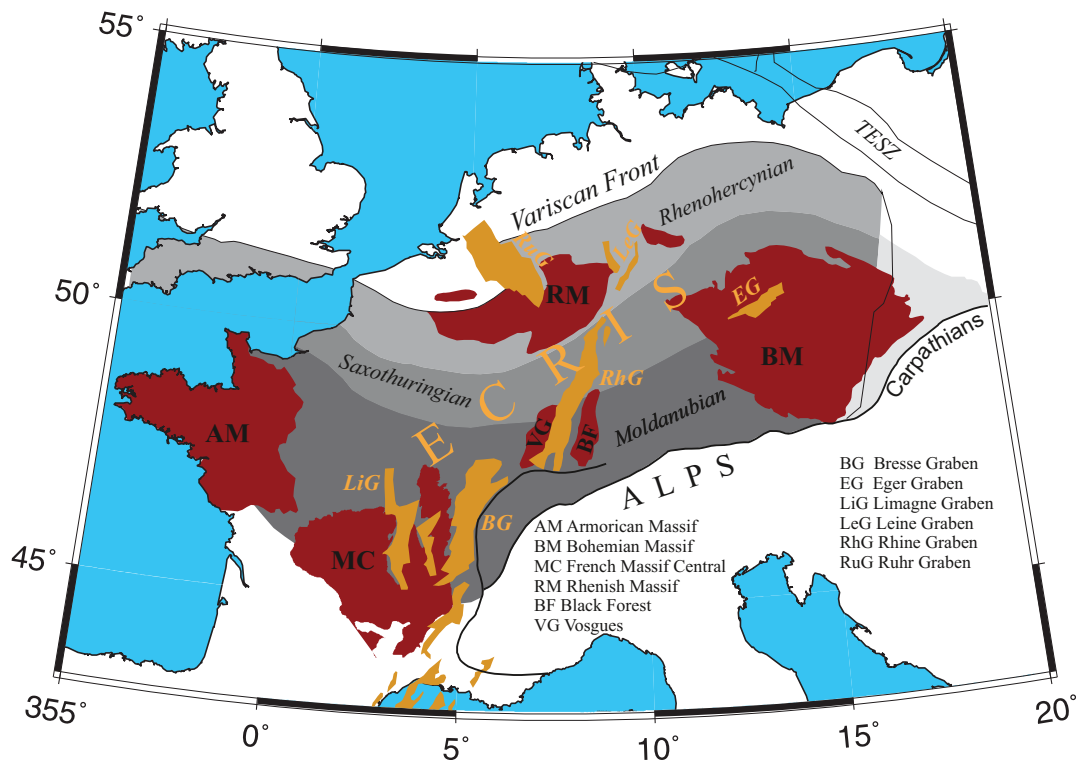 55°
TESZ
Variscan Front
Rhenohercynian
RuG
LeG
50°
RM
ECRIS
EG
BM
Carpathians
Saxothuringian
RhG
AM
VG
BF
Moldanubian
LiG
BG
ALPS
MC
45°
AM Armorican Massif
BM Bohemian Massif
MC French Massif Central
RM Rhenish Massif
BF Black Forest
VG Vosgues
BG Bresse Graben
EG Eger Graben
LiG Limagne Graben
LeG Leine Graben
RhG Rhine Graben
RuG Ruhr Graben
355°
0°
5°
10°
15°
20°